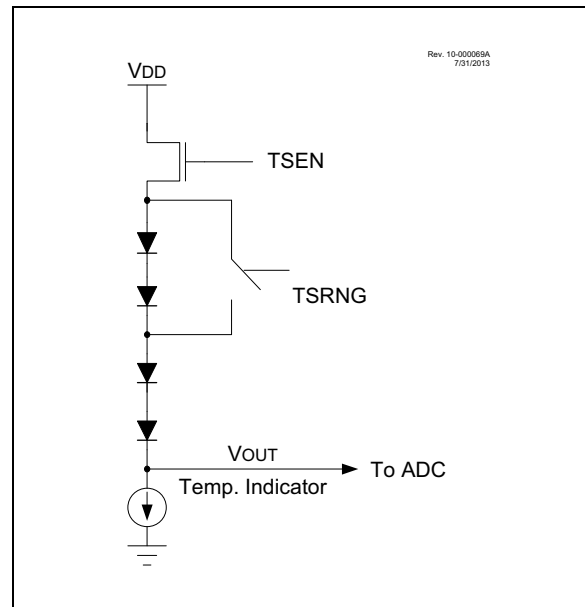 Rev. 10-000069A
7/31/2013
VDD
TSEN
TSRNG
VOUT
To ADC
Temp. Indicator